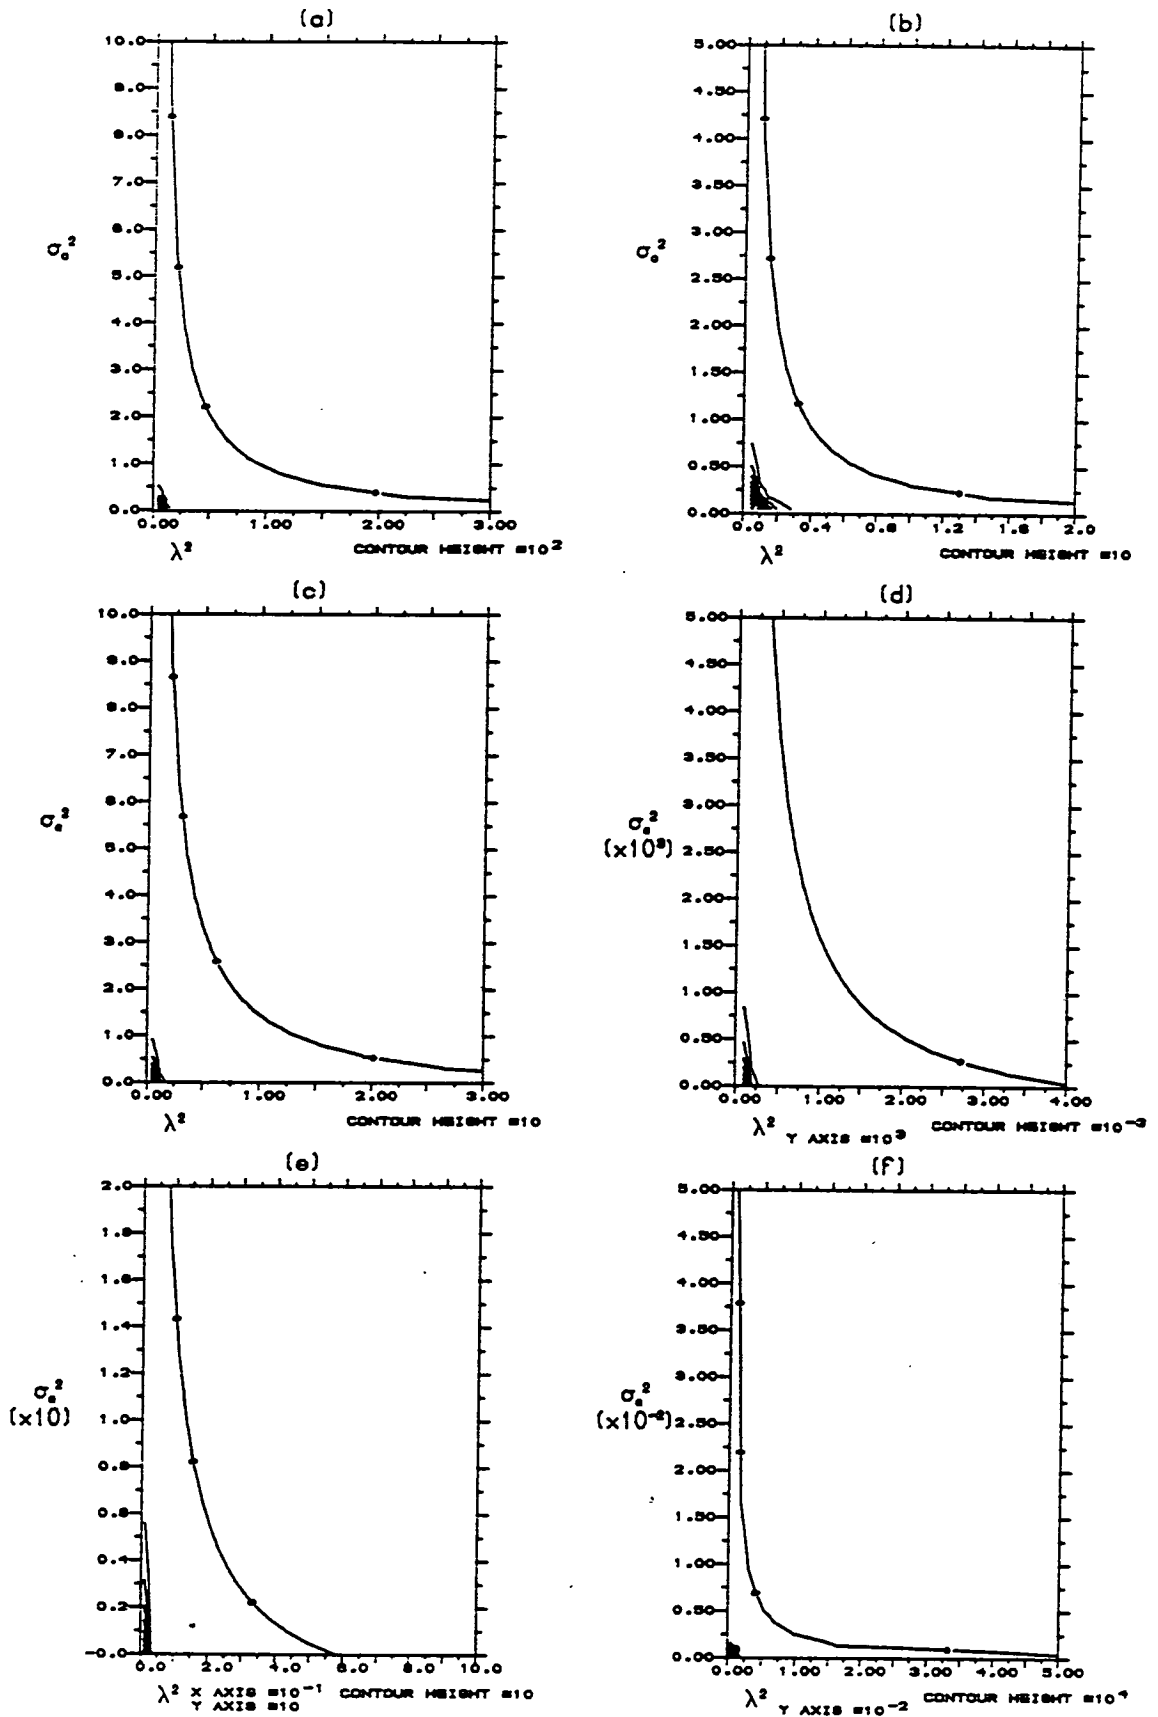 (a)
10.0
9.0
8.0
7.0
6.0
5.0
4.0
3.0
2.0
1.0
0.0
σₐ²
0.00 1.00 2.00 3.00
λ² CONTOUR HEIGHT ×10²
(b)
5.00
4.50
4.00
3.50
3.00
2.50
2.00
1.50
1.00
0.50
0.00
σₐ²
0.0 0.4 0.8 1.2 1.6 2.0
λ² CONTOUR HEIGHT ×10
(c)
10.0
9.0
8.0
7.0
6.0
5.0
4.0
3.0
2.0
1.0
0.0
σₐ²
0.00 1.00 2.00 3.00
λ² CONTOUR HEIGHT ×10
(d)
5.00
4.50
4.00
3.50
3.00
2.50
2.00
1.50
1.00
0.50
0.00
σₐ²
(×10³)
0.00 1.00 2.00 3.00 4.00
λ² Y AXIS ×10³ CONTOUR HEIGHT ×10⁻³
(e)
2.0
1.8
1.6
1.4
1.2
1.0
0.8
0.6
0.4
0.2
-0.0
σₐ²
(×10)
0.0 2.0 4.0 6.0 8.0 10.0
λ² X AXIS ×10⁻¹ CONTOUR HEIGHT ×10
Y AXIS ×10
(f)
5.00
4.50
4.00
3.50
3.00
2.50
2.00
1.50
1.00
0.50
0.00
σₐ²
(×10⁻²)
0.00 1.00 2.00 3.00 4.00 5.00
λ² Y AXIS ×10⁻² CONTOUR HEIGHT ×10⁴